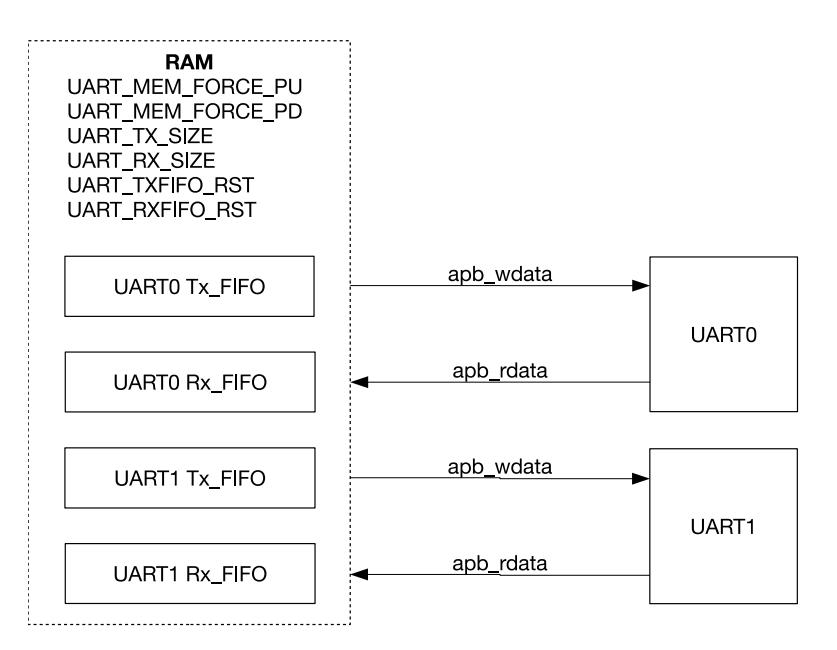 RAM
UART_MEM_FORCE_PU
UART_MEM_FORCE_PD
UART_TX_SIZE
UART_RX_SIZE
UART_TXFIFO_RST
UART_RXFIFO_RST
UART0 Tx_FIFO
apb_wdata
UART0
UART0 Rx_FIFO
apb_rdata
UART1 Tx_FIFO
apb_wdata
UART1
UART1 Rx_FIFO
apb_rdata